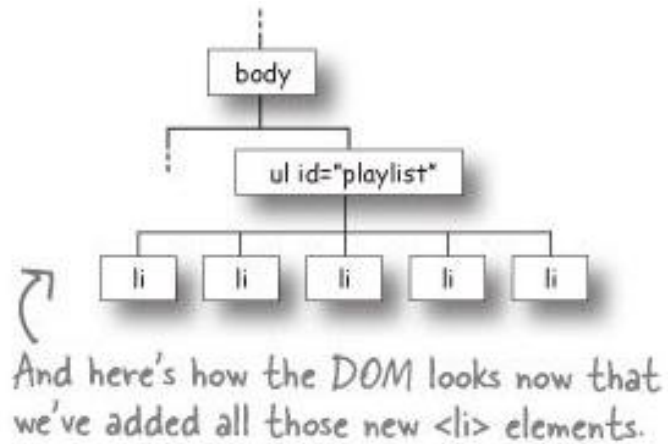 body
ul id="playlist"
li li li li li
And here's how the DOM looks now that
we've added all those new <li> elements.